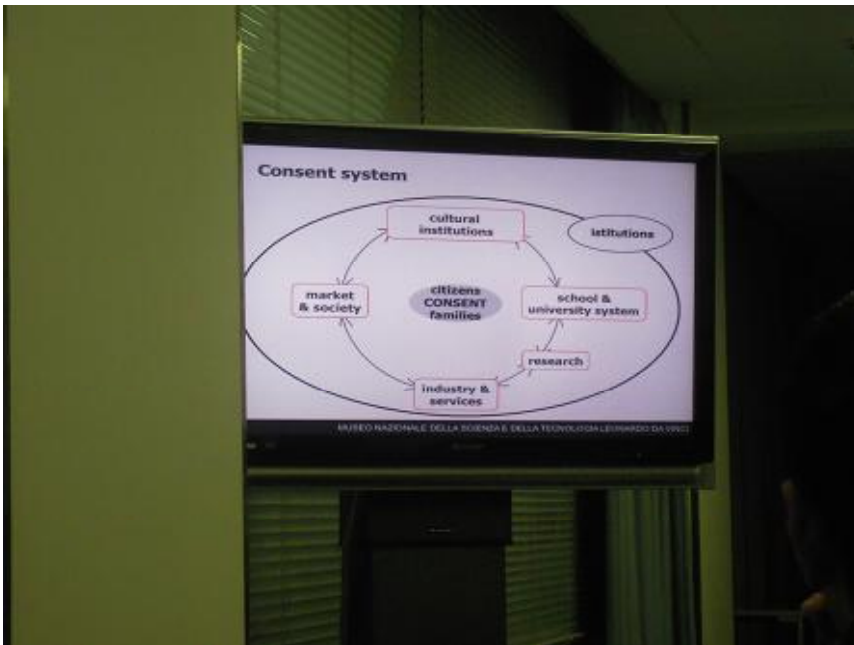 Consent system
cultural
institutions
istitutions
market
& society
citizens
CONSENT
families
school &
university system
research
industry &
services
MUSEO NAZIONALE DELLA SCIENZA E DELLA TECNOLOGIA LEONARDO DA VINCI